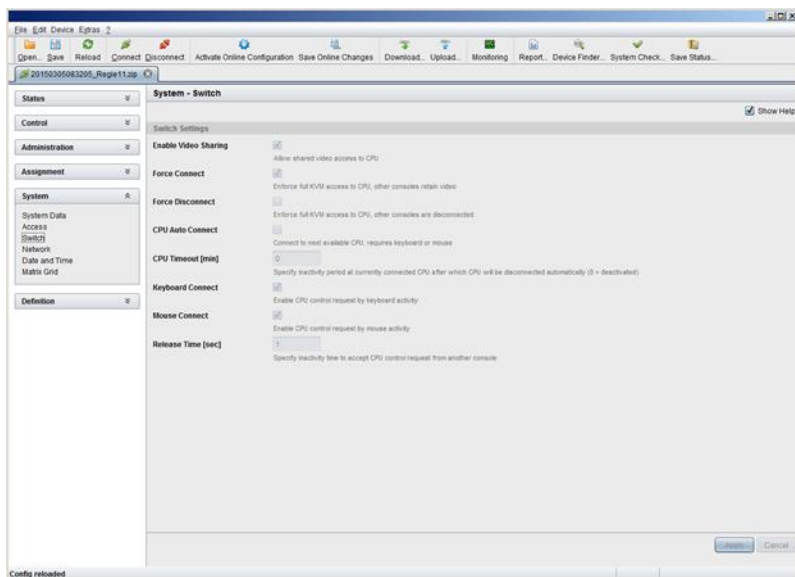 File Edit Device Extras ?
Open... Save Reload Connect Disconnect Activate Online Configuration Save Online Changes Download... Upload... Monitoring Report... Device Finder... System Check... Save Status...
20150305083205_Regie11.zip
Status
Control
Administration
Assignment
System
System Data
Access
Switch
Network
Date and Time
Matrix Grid
Definition
System - Switch
Show Help
Switch Settings
Enable Video Sharing
Allow shared video access to CPU
Force Connect
Enforce full KVM access to CPU, other consoles retain video
Force Disconnect
Enforce full KVM access to CPU, other consoles are disconnected
CPU Auto Connect
Connect to next available CPU, requires keyboard or mouse
CPU Timeout [min] 0
Specify inactivity period at currently connected CPU after which CPU will be disconnected automatically (0 = deactivated)
Keyboard Connect
Enable CPU control request by keyboard activity
Mouse Connect
Enable CPU control request by mouse activity
Release Time [sec] 1
Specify inactivity time to accept CPU control request from another console
Apply Cancel
Config reloaded